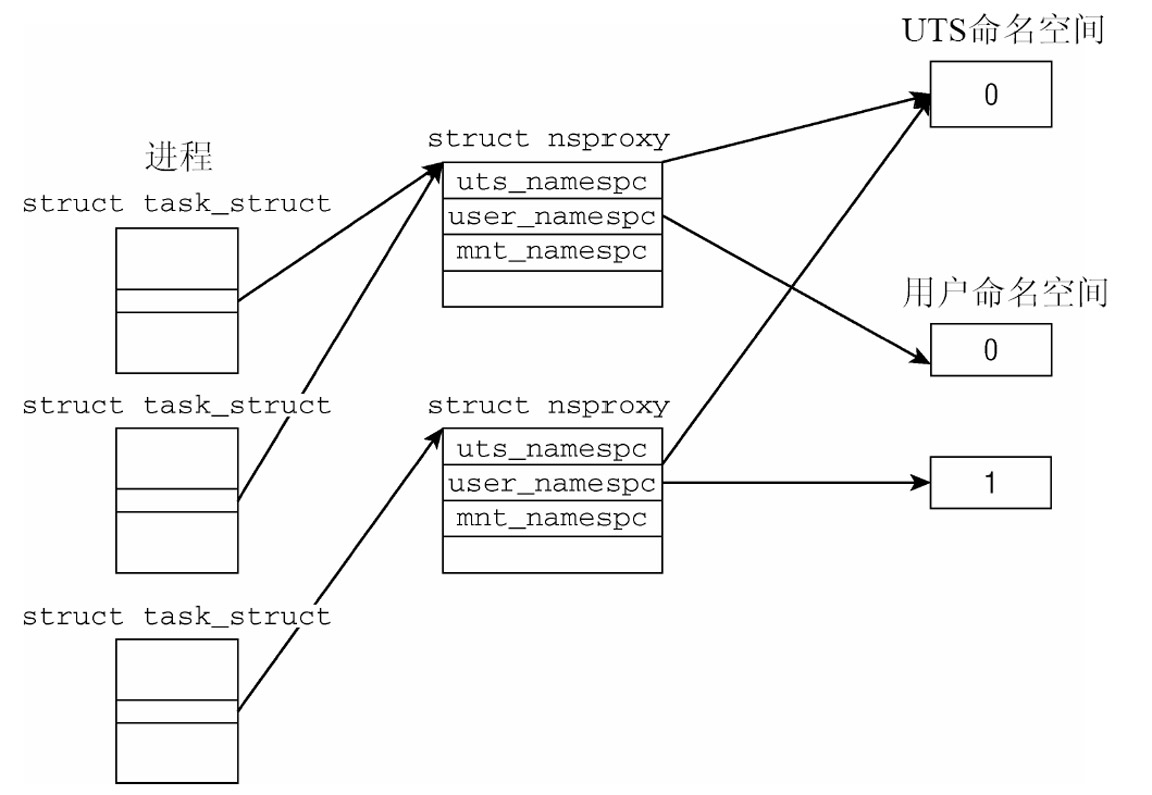 UTS命名空间
0
struct nsproxy
进程
uts_namespc
struct task_struct
user_namespc
mnt_namespc
用户命名空间
0
struct task_struct
struct nsproxy
uts_namespc
user_namespc
1
mnt_namespc
struct task_struct